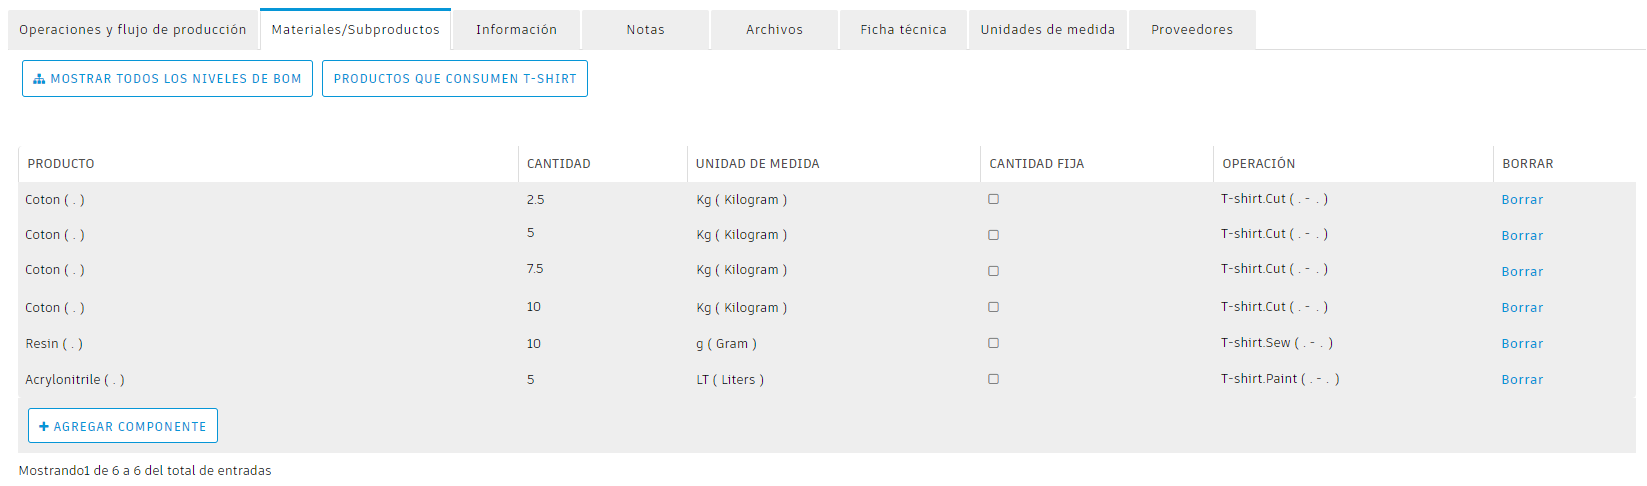 Operaciones y flujo de producción Materiales/Subproductos Información Notas Archivos Ficha técnica Unidades de medida Proveedores
MOSTRAR TODOS LOS NIVELES DE BOM PRODUCTOS QUE CONSUMEN T-SHIRT
PRODUCTO CANTIDAD UNIDAD DE MEDIDA CANTIDAD FIJA OPERACIÓN BORRAR
Coton ( . ) 2.5 Kg ( Kilogram ) T-shirt.Cut ( . - . ) Borrar
Coton ( . ) 5 Kg ( Kilogram ) T-shirt.Cut ( . - . ) Borrar
Coton ( . ) 7.5 Kg ( Kilogram ) T-shirt.Cut ( . - . ) Borrar
Coton ( . ) 10 Kg ( Kilogram ) T-shirt.Cut ( . - . ) Borrar
Resin ( . ) 10 g ( Gram ) T-shirt.Sew ( . - . ) Borrar
Acrylonitrile ( . ) 5 LT ( Liters ) T-shirt.Paint ( . - . ) Borrar
+ AGREGAR COMPONENTE
Mostrando1 de 6 a 6 del total de entradas